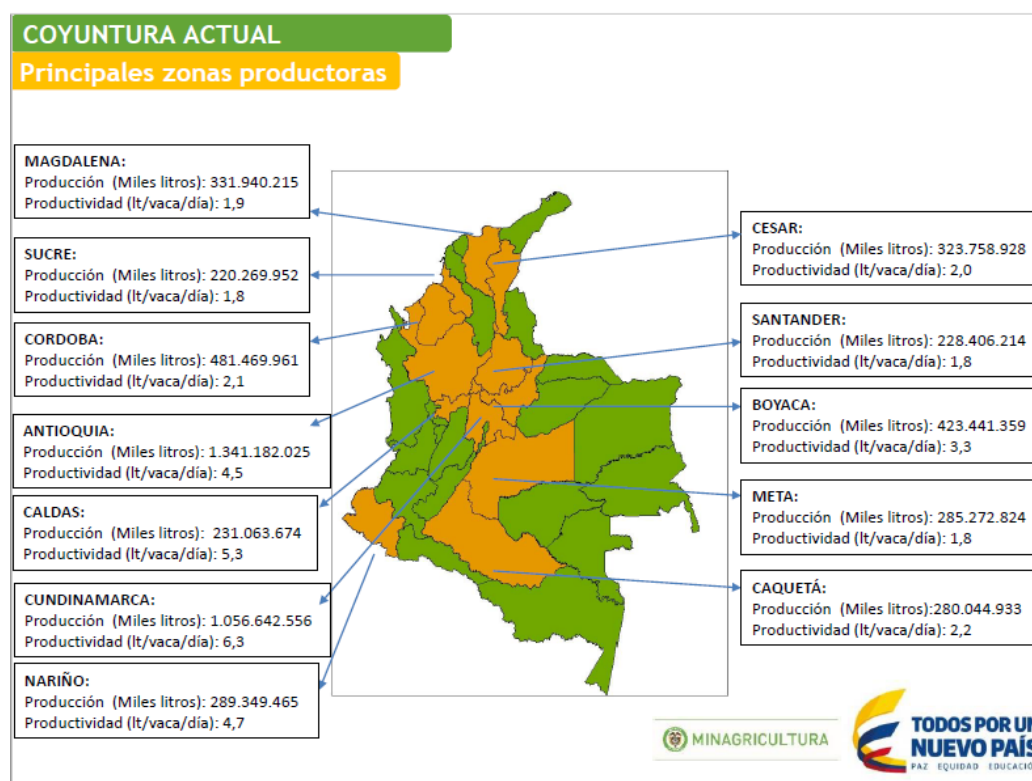 COYUNTURA ACTUAL
Principales zonas productoras
MAGDALENA:
Producción (Miles litros): 331.940.215
Productividad (lt/vaca/día): 1,9
SUCRE:
Producción (Miles litros): 220.269.952
Productividad (lt/vaca/día): 1,8
CORDOBA:
Producción (Miles litros): 481.469.961
Productividad (lt/vaca/día): 2,1
ANTIOQUIA:
Producción (Miles litros): 1.341.182.025
Productividad (lt/vaca/día): 4,5
CALDAS:
Producción (Miles litros): 231.063.674
Productividad (lt/vaca/día): 5,3
CUNDINAMARCA:
Producción (Miles litros): 1.056.642.556
Productividad (lt/vaca/día): 6,3
NARIÑO:
Producción (Miles litros): 289.349.465
Productividad (lt/vaca/día): 4,7
CESAR:
Producción (Miles litros): 323.758.928
Productividad (lt/vaca/día): 2,0
SANTANDER:
Producción (Miles litros): 228.406.214
Productividad (lt/vaca/día): 1,8
BOYACA:
Producción (Miles litros): 423.441.359
Productividad (lt/vaca/día): 3,3
META:
Producción (Miles litros): 285.272.824
Productividad (lt/vaca/día): 1,8
CAQUETÁ:
Producción (Miles litros):280.044.933
Productividad (lt/vaca/día): 2,2
MINAGRICULTURA
TODOS POR UN
NUEVO PAÍS
PAZ EQUIDAD EDUCACIÓN